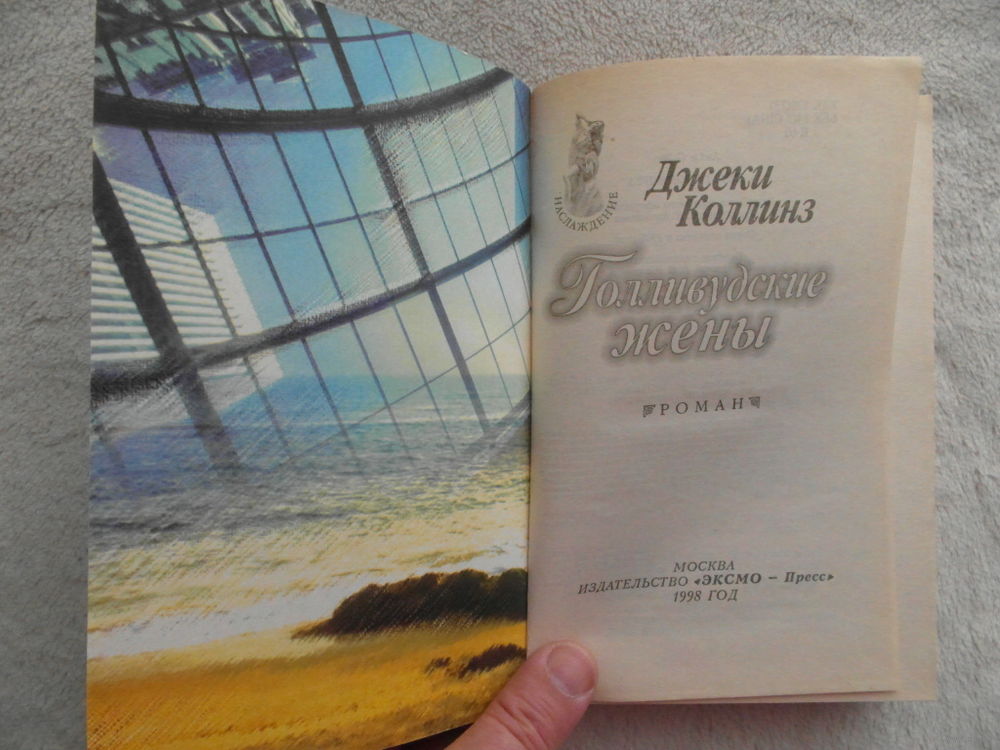 НАСЛАЖДЕНИЕ
Джеки
Коллинз
Голливудские
жены
РОМАН
МОСКВА
ИЗДАТЕЛЬСТВО «ЭКСМО – Пресс»
1998 ГОД